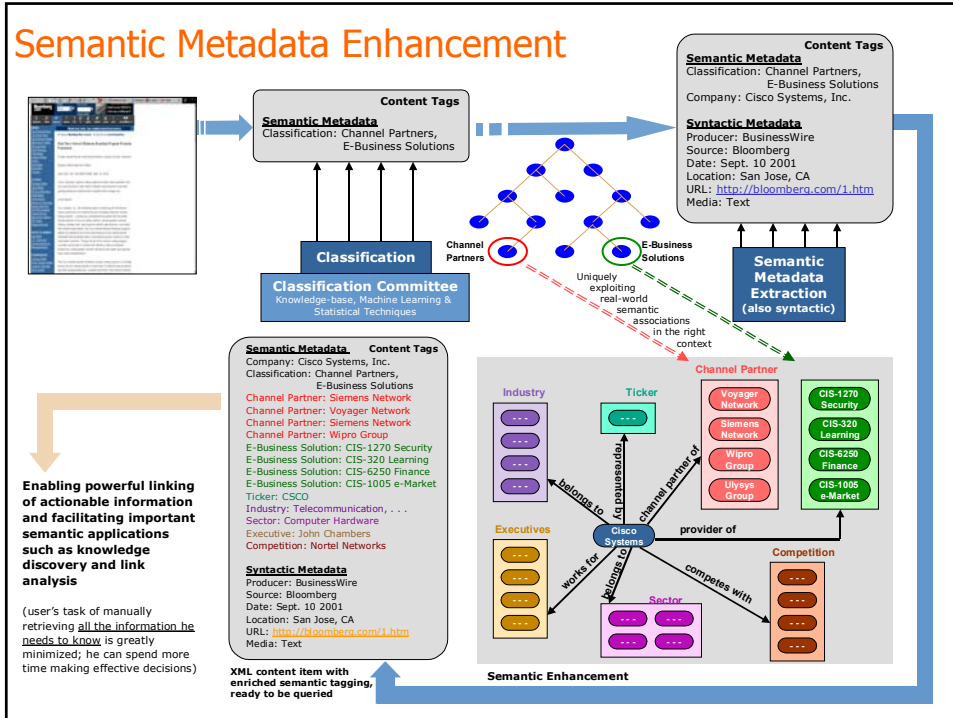 Semantic Metadata Enhancement
Content Tags
Semantic Metadata
Classification: Channel Partners,
E-Business Solutions
Classification
Classification Committee
Knowledge-base, Machine Learning &
Statistical Techniques
Channel
Partners
E-Business
Solutions
Uniquely
exploiting
real-world
semantic
associations
in the right
context
Content Tags
Semantic Metadata
Classification: Channel Partners,
E-Business Solutions
Company: Cisco Systems, Inc.
Syntactic Metadata
Producer: BusinessWire
Source: Bloomberg
Date: Sept. 10 2001
Location: San Jose, CA
URL: http://bloomberg.com/1.htm
Media: Text
Semantic
Metadata
Extraction
(also syntactic)
Semantic Metadata Content Tags
Company: Cisco Systems, Inc.
Classification: Channel Partners,
E-Business Solutions
Channel Partner: Siemens Network
Channel Partner: Voyager Network
Channel Partner: Siemens Network
Channel Partner: Wipro Group
E-Business Solution: CIS-1270 Security
E-Business Solution: CIS-320 Learning
E-Business Solution: CIS-6250 Finance
E-Business Solution: CIS-1005 e-Market
Ticker: CSCO
Industry: Telecommunication, . . .
Sector: Computer Hardware
Executive: John Chambers
Competition: Nortel Networks
Syntactic Metadata
Producer: BusinessWire
Source: Bloomberg
Date: Sept. 10 2001
Location: San Jose, CA
URL: http://bloomberg.com/1.htm
Media: Text
XML content item with
enriched semantic tagging,
ready to be queried
Enabling powerful linking
of actionable information
and facilitating important
semantic applications
such as knowledge
discovery and link
analysis
(user's task of manually
retrieving all the information he
needs to know is greatly
minimized; he can spend more
time making effective decisions)
Channel Partner
Industry
- - -
- - -
- - -
- - -
Ticker
- - -
Voyager
Network
Siemens
Network
Wipro
Group
Ulysys
Group
CIS-1270
Security
CIS-320
Learning
CIS-6250
Finance
CIS-1005
e-Market
belongs to
represented by
channel partner of
provider of
Cisco
Systems
works for
belongs to
competes with
Executives
- - -
- - -
- - -
- - -
Sector
- - -
- - -
- - -
- - -
Competition
- - -
- - -
- - -
- - -
Semantic Enhancement